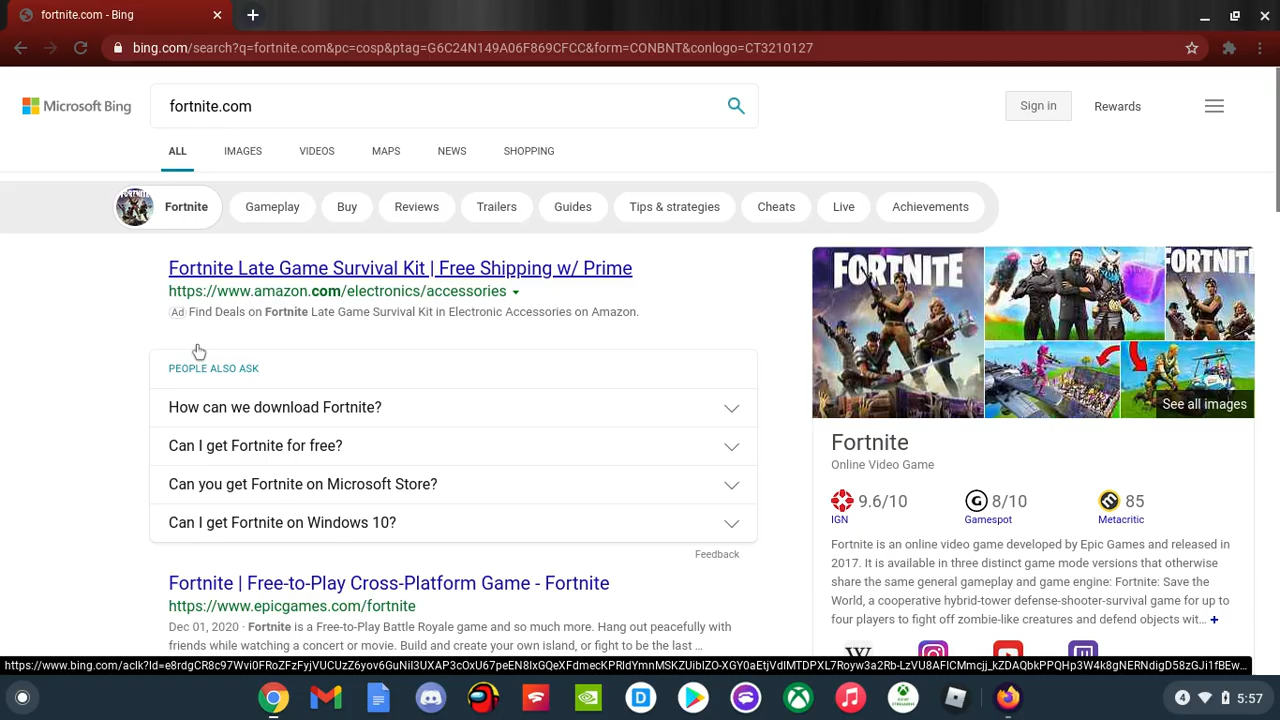 fortnite.com - Bing
bing.com/search?q=fortnite.com&pc=cosp&ptag=G6C24N149A06F869CFCC&form=CONBNT&conlogo=CT3210127
Microsoft Bing
fortnite.com
Sign in
Rewards
ALL
IMAGES
VIDEOS
MAPS
NEWS
SHOPPING
Fortnite
Gameplay
Buy
Reviews
Trailers
Guides
Tips & strategies
Cheats
Live
Achievements
Fortnite Late Game Survival Kit | Free Shipping w/ Prime
https://www.amazon.com/electronics/accessories
Ad Find Deals on Fortnite Late Game Survival Kit in Electronic Accessories on Amazon.
PEOPLE ALSO ASK
How can we download Fortnite?
Can I get Fortnite for free?
Can you get Fortnite on Microsoft Store?
Can I get Fortnite on Windows 10?
Feedback
Fortnite | Free-to-Play Cross-Platform Game - Fortnite
https://www.epicgames.com/fortnite
Dec 01, 2020 · Fortnite is a Free-to-Play Battle Royale game and so much more. Hang out peacefully with
friends while watching a concert or movie. Build and create your own island, or fight to be the last ...
FORTNITE
FORTNITE
See all images
Fortnite
Online Video Game
9.6/10
IGN
8/10
Gamespot
85
Metacritic
Fortnite is an online video game developed by Epic Games and released in
2017. It is available in three distinct game mode versions that otherwise
share the same general gameplay and game engine: Fortnite: Save the
World, a cooperative hybrid-tower defense-shooter-survival game for up to
four players to fight off zombie-like creatures and defend objects wit... +
4
5:57